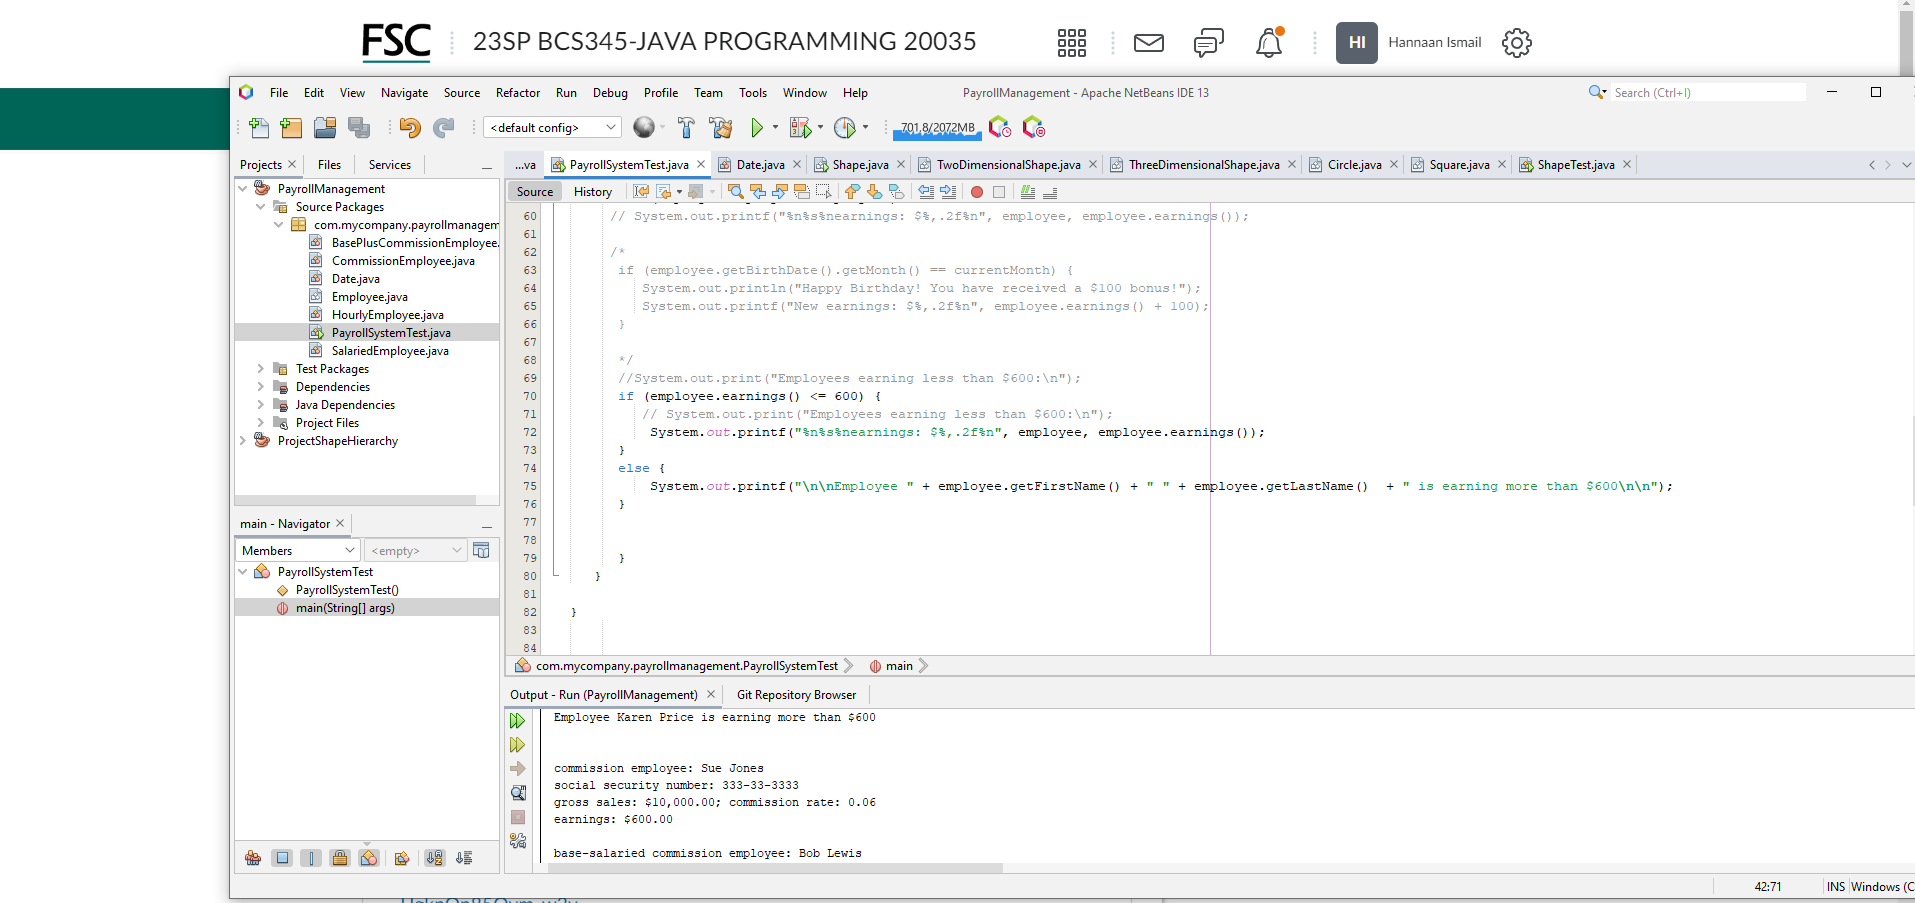 FSC 23SP BCS345-JAVA PROGRAMMING 20035 HI Hannaan Ismail
File Edit View Navigate Source Refactor Run Debug Profile Team Tools Window Help PayrollManagement - Apache NetBeans IDE 13 Search (Ctrl+I)
<default config> 701.8/2072MB
Projects Files Services
PayrollManagement
Source Packages
com.mycompany.payrollmanagem
BasePlusCommissionEmployee.
CommissionEmployee.java
Date.java
Employee.java
HourlyEmployee.java
PayrollSystemTest.java
SalariedEmployee.java
Test Packages
Dependencies
Java Dependencies
Project Files
ProjectShapeHierarchy
main - Navigator
Members <empty>
PayrollSystemTest
PayrollSystemTest()
main(String[] args)
...va PayrollSystemTest.java Date.java Shape.java TwoDimensionalShape.java ThreeDimensionalShape.java Circle.java Square.java ShapeTest.java
Source History
60 // System.out.printf("%n%s%nearnings: $%,.2f%n", employee, employee.earnings());
61
62 /*
63 if (employee.getBirthDate().getMonth() == currentMonth) {
64 System.out.println("Happy Birthday! You have received a $100 bonus!");
65 System.out.printf("New earnings: $%,.2f%n", employee.earnings() + 100);
66 }
67
68 */
69 //System.out.print("Employees earning less than $600:\n");
70 if (employee.earnings() <= 600) {
71 // System.out.print("Employees earning less than $600:\n");
72 System.out.printf("%n%s%nearnings: $%,.2f%n", employee, employee.earnings());
73 }
74 else {
75 System.out.printf("\n\nEmployee " + employee.getFirstName() + " " + employee.getLastName()  + " is earning more than $600\n\n");
76 }
77
78
79 }
80 }
81
82 }
83
84
com.mycompany.payrollmanagement.PayrollSystemTest main
Output - Run (PayrollManagement) Git Repository Browser
Employee Karen Price is earning more than $600
commission employee: Sue Jones
social security number: 333-33-3333
gross sales: $10,000.00; commission rate: 0.06
earnings: $600.00
base-salaried commission employee: Bob Lewis
42:71 INS Windows (C